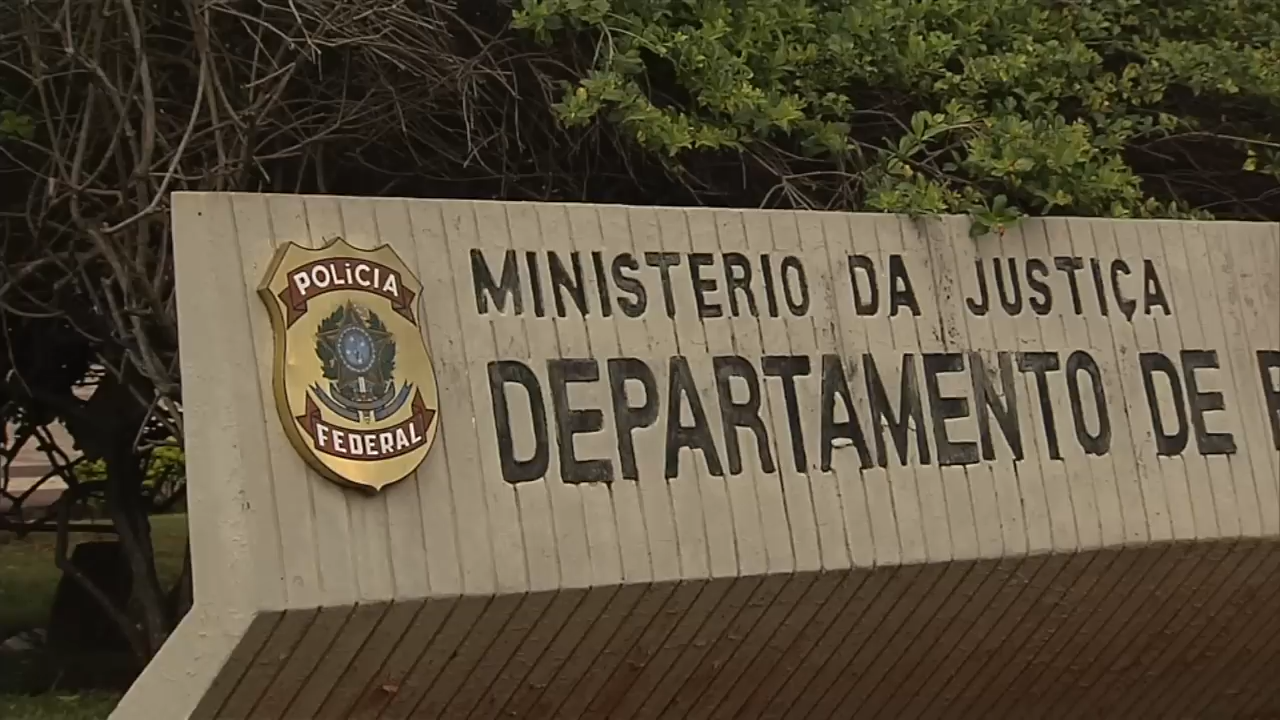 POLICIA
FEDERAL
MINISTERIO DA JUSTIÇA
DEPARTAMENTO DE